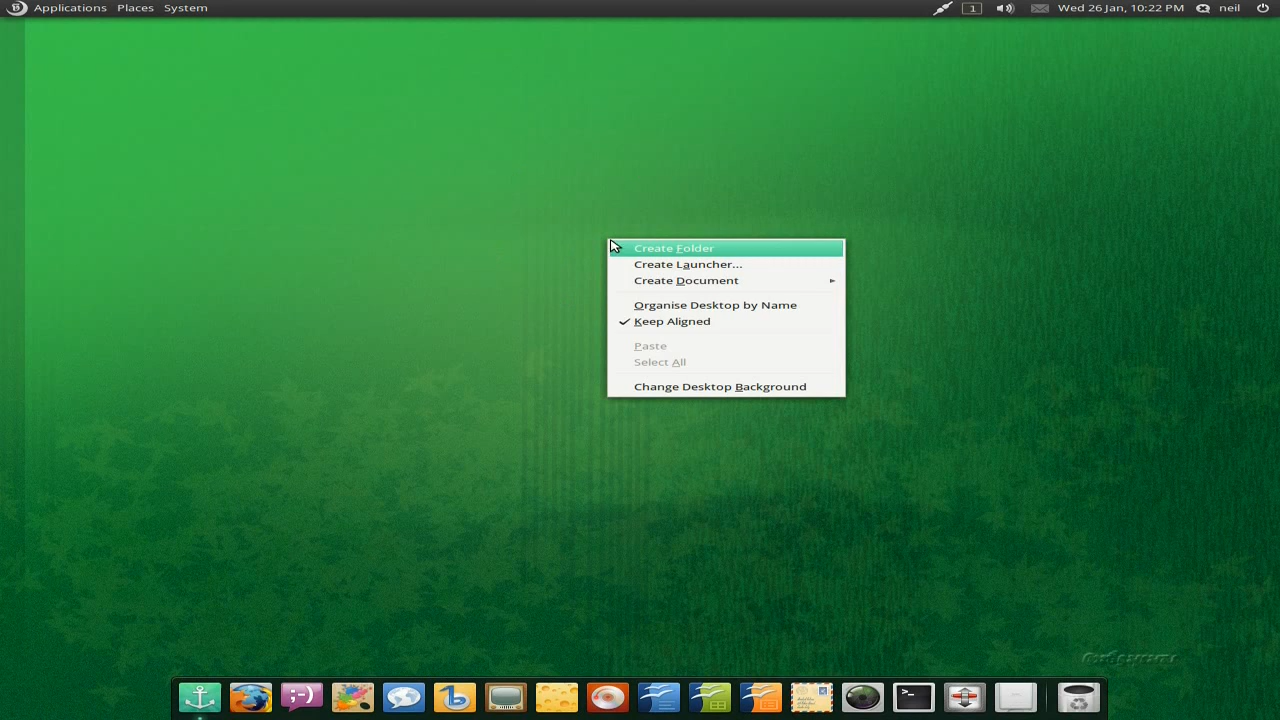 Applications Places System
1 Wed 26 Jan, 10:22 PM neil
Create Folder
Create Launcher...
Create Document
Organise Desktop by Name
Keep Aligned
Paste
Select All
Change Desktop Background
;-)
>_